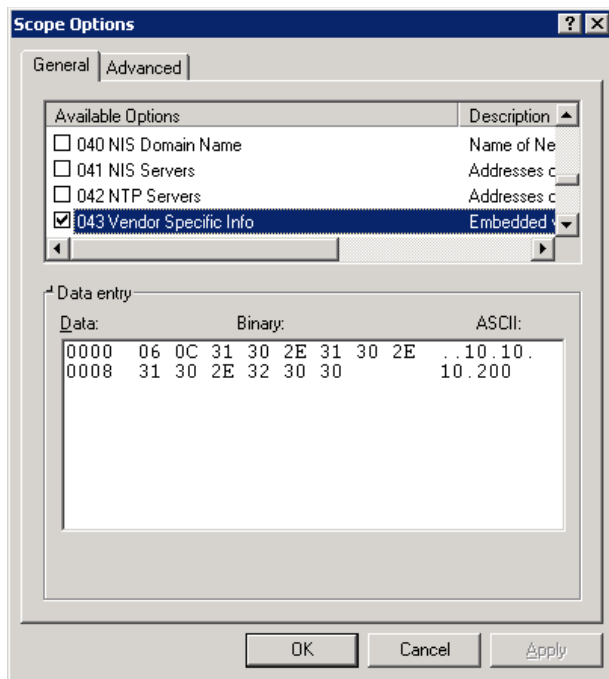 Scope Options
General Advanced
Available Options Description
040 NIS Domain Name Name of Ne
041 NIS Servers Addresses c
042 NTP Servers Addresses c
043 Vendor Specific Info Embedded v
Data entry
Data: Binary: ASCII:
0000 06 0C 31 30 2E 31 30 2E ..10.10.
0008 31 30 2E 32 30 30 10.200
OK Cancel Apply